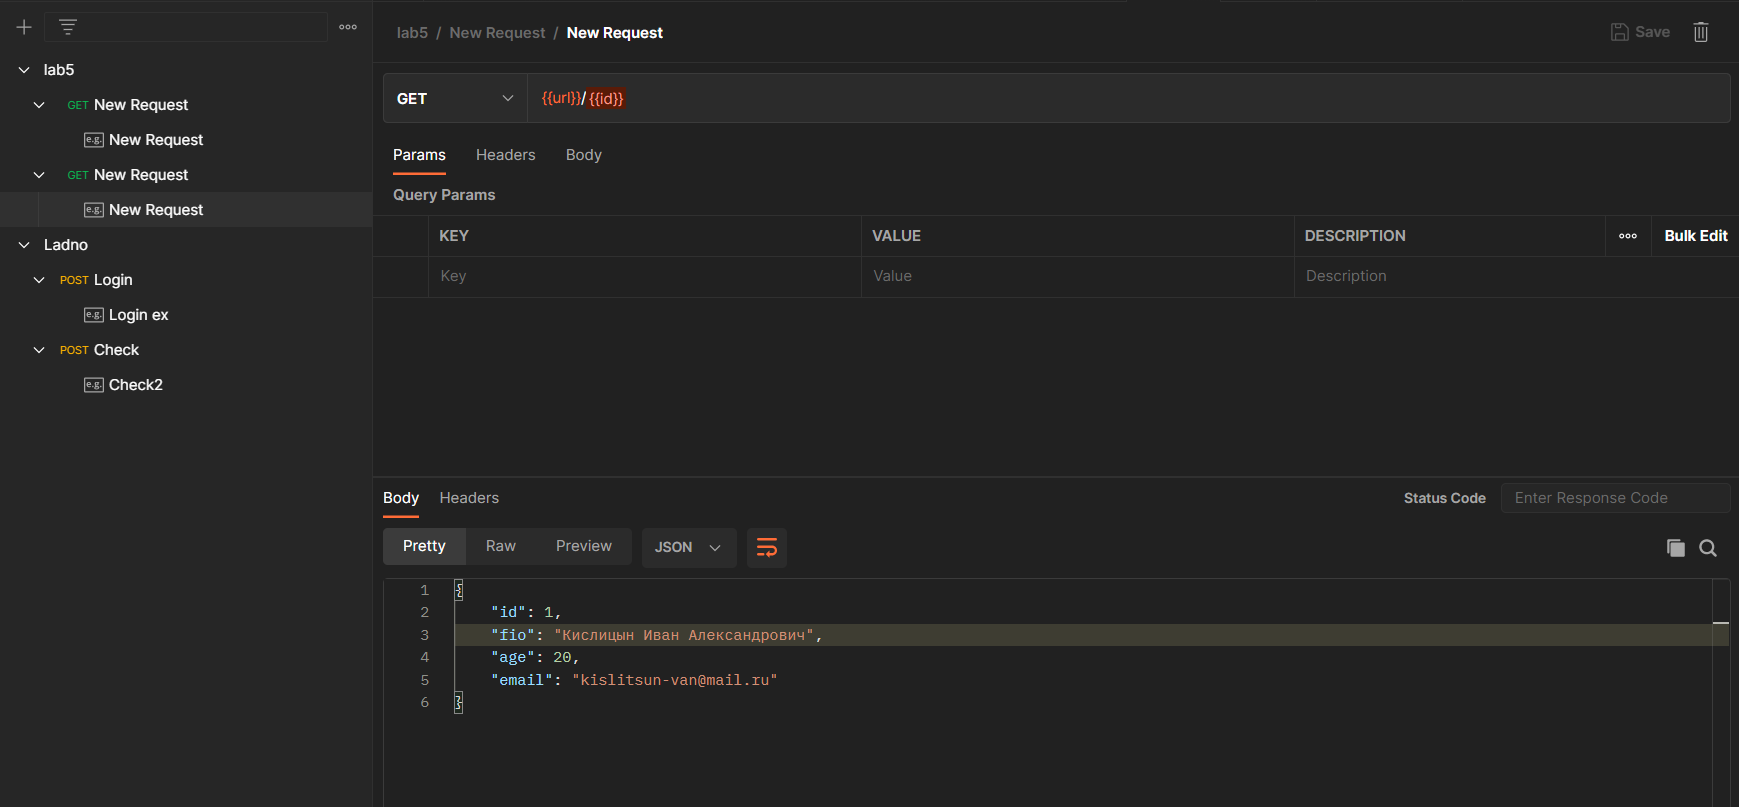 lab5
GET New Request
e.g. New Request
GET New Request
e.g. New Request
Ladno
POST Login
e.g. Login ex
POST Check
e.g. Check2
lab5 / New Request / New Request
Save
GET {{url}}/{{id}}
Params Headers Body
Query Params
KEY VALUE DESCRIPTION Bulk Edit
Key Value Description
Body Headers Status Code Enter Response Code
Pretty Raw Preview JSON
1 {
2 "id": 1,
3 "fio": "Кислицын Иван Александрович",
4 "age": 20,
5 "email": "kislitsun-van@mail.ru"
6 }